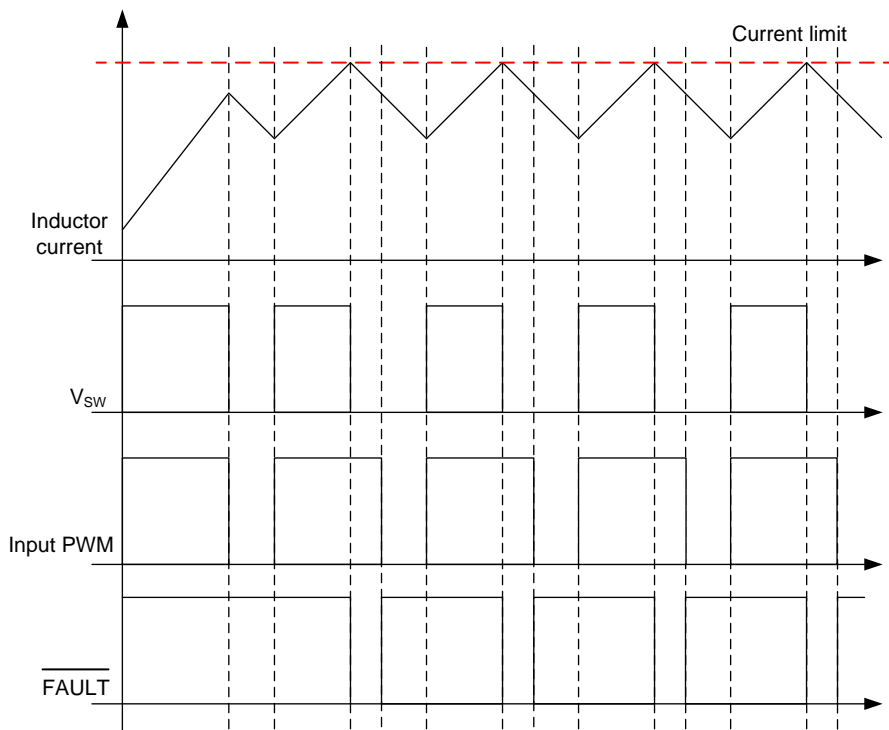 Current limit
Inductor
current
VSW
Input PWM
FAULT